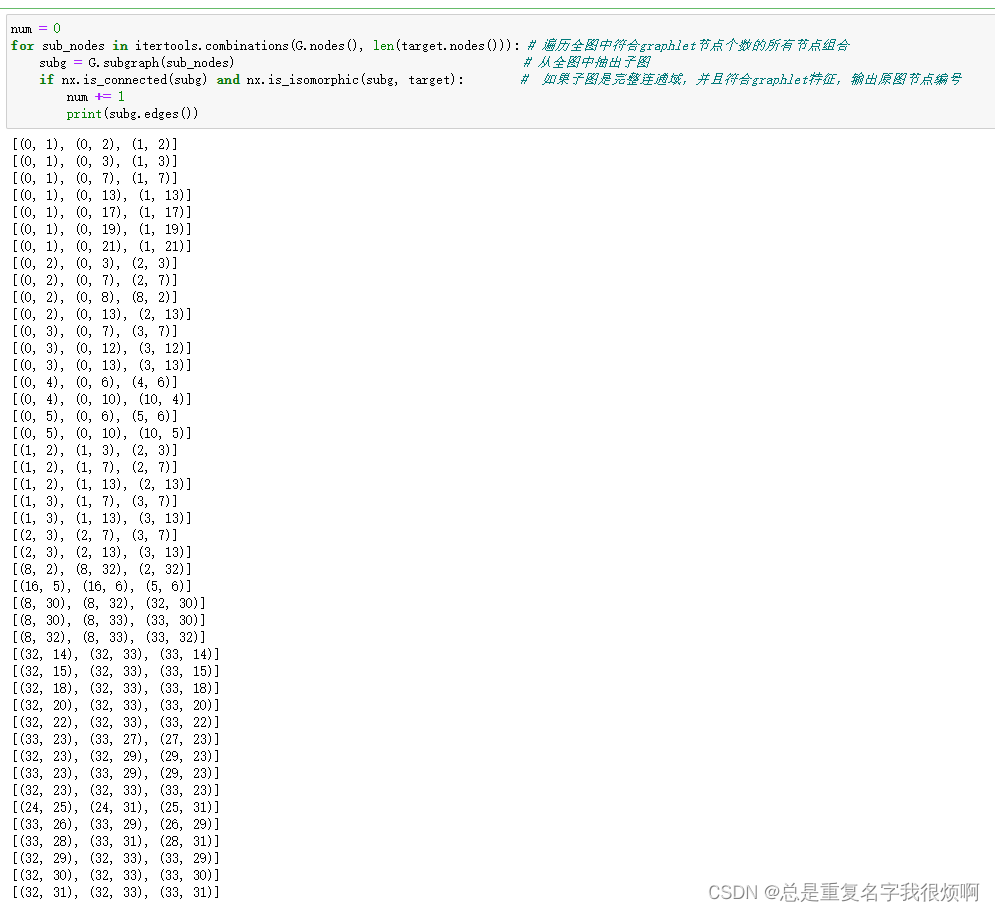 num = 0
for sub_nodes in itertools.combinations(G.nodes(), len(target.nodes())): # 遍历全图中符合graphlet节点个数的所有节点组合
subg = G.subgraph(sub_nodes) # 从全图中抽出子图
if nx.is_connected(subg) and nx.is_isomorphic(subg, target): # 如果子图是完整连通域，并且符合graphlet特征，输出原图节点编号
num += 1
print(subg.edges())
[(0, 1), (0, 2), (1, 2)]
[(0, 1), (0, 3), (1, 3)]
[(0, 1), (0, 7), (1, 7)]
[(0, 1), (0, 13), (1, 13)]
[(0, 1), (0, 17), (1, 17)]
[(0, 1), (0, 19), (1, 19)]
[(0, 1), (0, 21), (1, 21)]
[(0, 2), (0, 3), (2, 3)]
[(0, 2), (0, 7), (2, 7)]
[(0, 2), (0, 8), (8, 2)]
[(0, 2), (0, 13), (2, 13)]
[(0, 3), (0, 7), (3, 7)]
[(0, 3), (0, 12), (3, 12)]
[(0, 3), (0, 13), (3, 13)]
[(0, 4), (0, 6), (4, 6)]
[(0, 4), (0, 10), (10, 4)]
[(0, 5), (0, 6), (5, 6)]
[(0, 5), (0, 10), (10, 5)]
[(1, 2), (1, 3), (2, 3)]
[(1, 2), (1, 7), (2, 7)]
[(1, 2), (1, 13), (2, 13)]
[(1, 3), (1, 7), (3, 7)]
[(1, 3), (1, 13), (3, 13)]
[(2, 3), (2, 7), (3, 7)]
[(2, 3), (2, 13), (3, 13)]
[(8, 2), (8, 32), (2, 32)]
[(16, 5), (16, 6), (5, 6)]
[(8, 30), (8, 32), (32, 30)]
[(8, 30), (8, 33), (33, 30)]
[(8, 32), (8, 33), (33, 32)]
[(32, 14), (32, 33), (33, 14)]
[(32, 15), (32, 33), (33, 15)]
[(32, 18), (32, 33), (33, 18)]
[(32, 20), (32, 33), (33, 20)]
[(32, 22), (32, 33), (33, 22)]
[(33, 23), (33, 27), (27, 23)]
[(32, 23), (32, 29), (29, 23)]
[(33, 23), (33, 29), (29, 23)]
[(32, 23), (32, 33), (33, 23)]
[(24, 25), (24, 31), (25, 31)]
[(33, 26), (33, 29), (26, 29)]
[(33, 28), (33, 31), (28, 31)]
[(32, 29), (32, 33), (33, 29)]
[(32, 30), (32, 33), (33, 30)]
[(32, 31), (32, 33), (33, 31)]
CSDN @总是重复名字我很烦啊